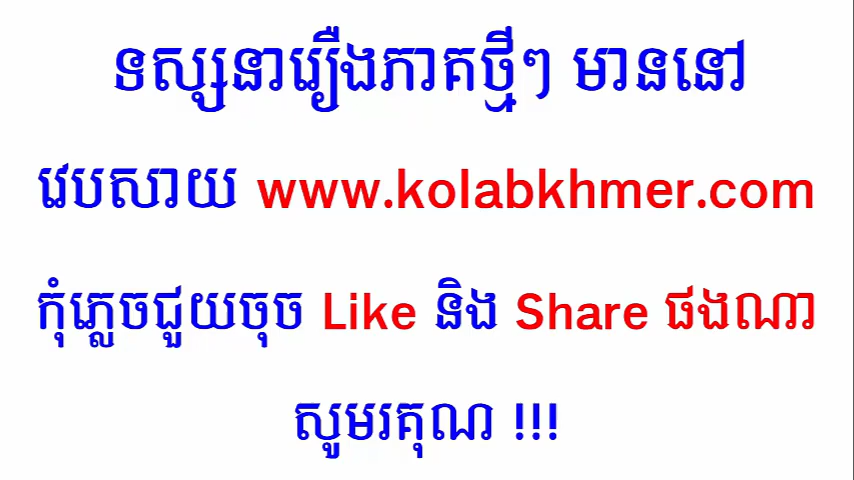 ទស្សនារឿងភាគថ្មីៗ មាននៅ
វេបសាយ www.kolabkhmer.com
កុំភ្លេចជួយចុច Like និង Share ផងណា
សូមរគុណ !!!